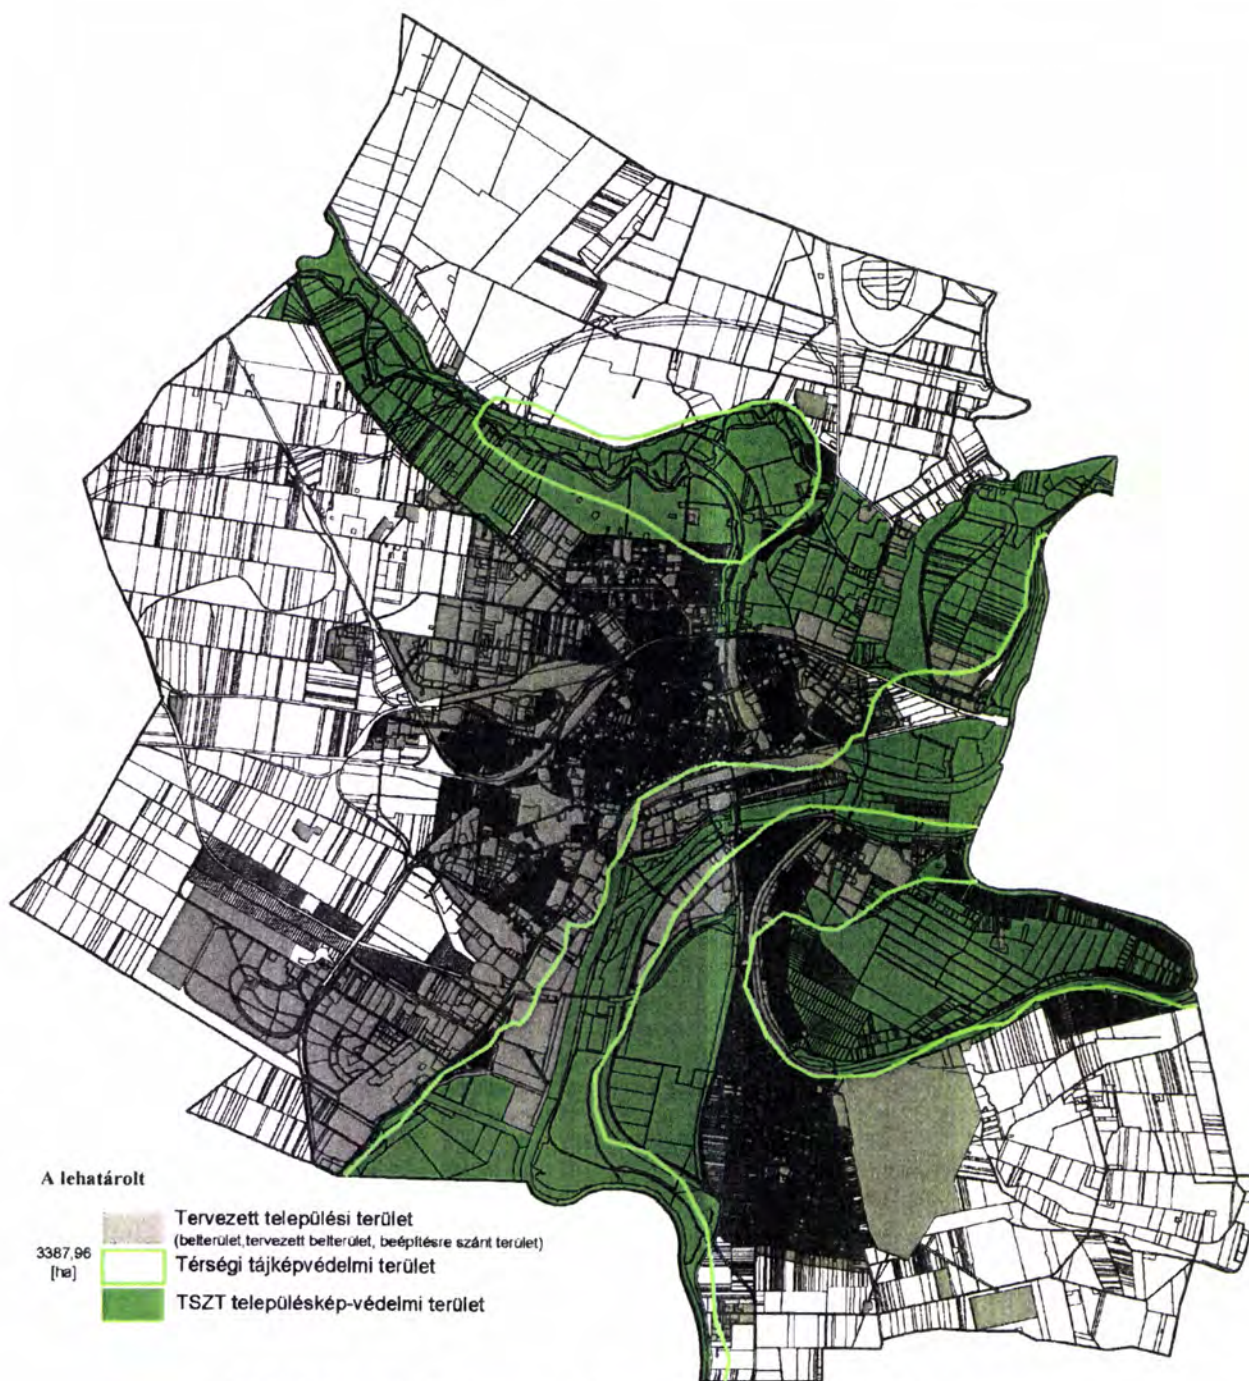 A lehatárolt
Tervezett települési terület
(belterület,tervezett belterület, beépítésre szánt terület)
3387,96
[ha]
Térségi tájképvédelmi terület
TSZT településkép-védelmi terület